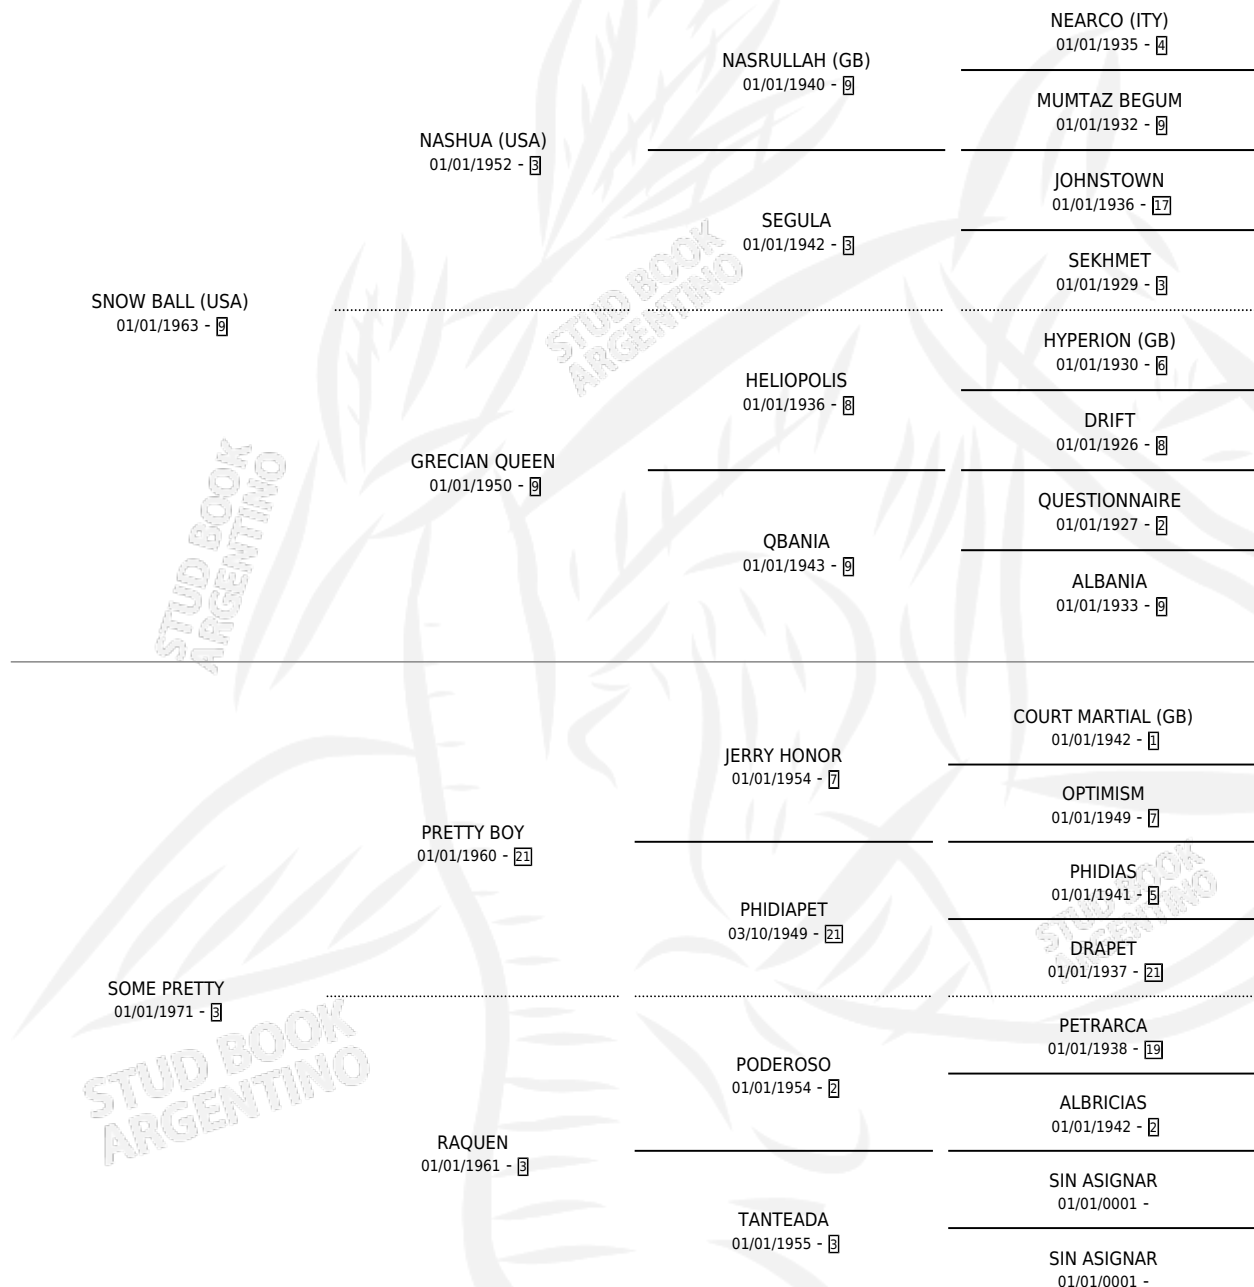 NEARCO (ITY)
01/01/1935 - 4
NASRULLAH (GB)
01/01/1940 - 9
MUMTAZ BEGUM
01/01/1932 - 9
NASHUA (USA)
01/01/1952 - 3
JOHNSTOWN
01/01/1936 - 17
SEGULA
01/01/1942 - 3
SEKHMET
01/01/1929 - 3
SNOW BALL (USA)
01/01/1963 - 9
HYPERION (GB)
01/01/1930 - 6
HELIOPOLIS
01/01/1936 - 8
DRIFT
01/01/1926 - 8
GRECIAN QUEEN
01/01/1950 - 9
QUESTIONNAIRE
01/01/1927 - 2
QBANIA
01/01/1943 - 9
ALBANIA
01/01/1933 - 9
COURT MARTIAL (GB)
01/01/1942 - 1
JERRY HONOR
01/01/1954 - 7
OPTIMISM
01/01/1949 - 7
PRETTY BOY
01/01/1960 - 21
PHIDIAS
01/01/1941 - 5
PHIDIAPET
03/10/1949 - 21
DRAPET
01/01/1937 - 21
SOME PRETTY
01/01/1971 - 3
PETRARCA
01/01/1938 - 19
PODEROSO
01/01/1954 - 2
ALBRICIAS
01/01/1942 - 2
RAQUEN
01/01/1961 - 3
SIN ASIGNAR
01/01/0001 -
TANTEADA
01/01/1955 - 3
SIN ASIGNAR
01/01/0001 -
STUD BOOK
ARGENTINO
STUD BOOK
ARGENTINO
STUD BOOK
ARGENTINO
STUD BOOK
ARGENTINO